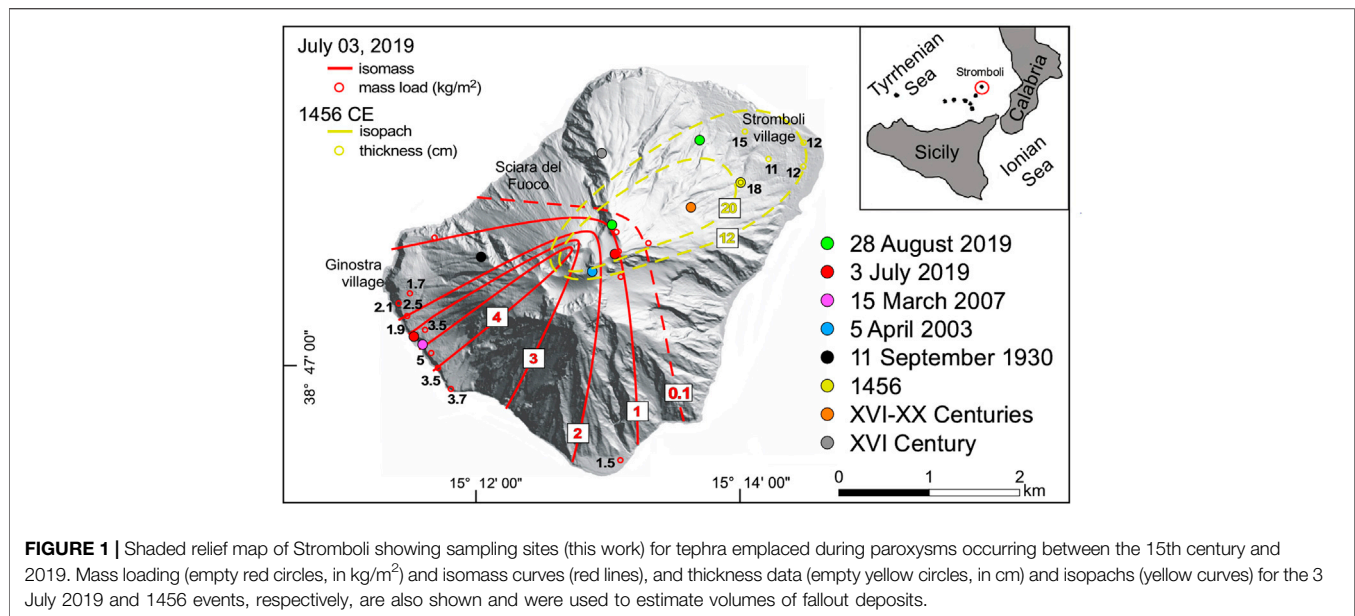 July 03, 2019
isomass
mass load (kg/m²)
1456 CE
isopach
thickness (cm)
Tyrrhenian
Sea
Stromboli
Calabria
Sicily
Ionian
Sea
Stromboli
village
Sciara del
Fuoco
Ginostra
village
15
12
11
12
18
20
12
1.7
2.1
2.5
1.9
3.5
5
3.5
3.7
1.5
4
3
2
1
0.1
28 August 2019
3 July 2019
15 March 2007
5 April 2003
11 September 1930
1456
XVI-XX Centuries
XVI Century
38° 47' 00"
15° 12' 00"
15° 14' 00"
0 1 2
km
FIGURE 1 | Shaded relief map of Stromboli showing sampling sites (this work) for tephra emplaced during paroxysms occurring between the 15th century and
2019. Mass loading (empty red circles, in kg/m²) and isomass curves (red lines), and thickness data (empty yellow circles, in cm) and isopachs (yellow curves) for the 3
July 2019 and 1456 events, respectively, are also shown and were used to estimate volumes of fallout deposits.